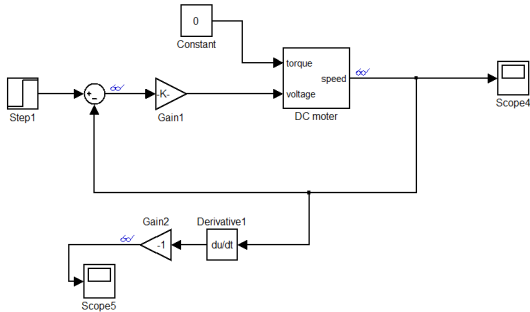 0
Constant
torque
speed
voltage
DC moter
Scope4
Step1
+
−
-K-
Gain1
Gain2
-1
Derivative1
du/dt
Scope5